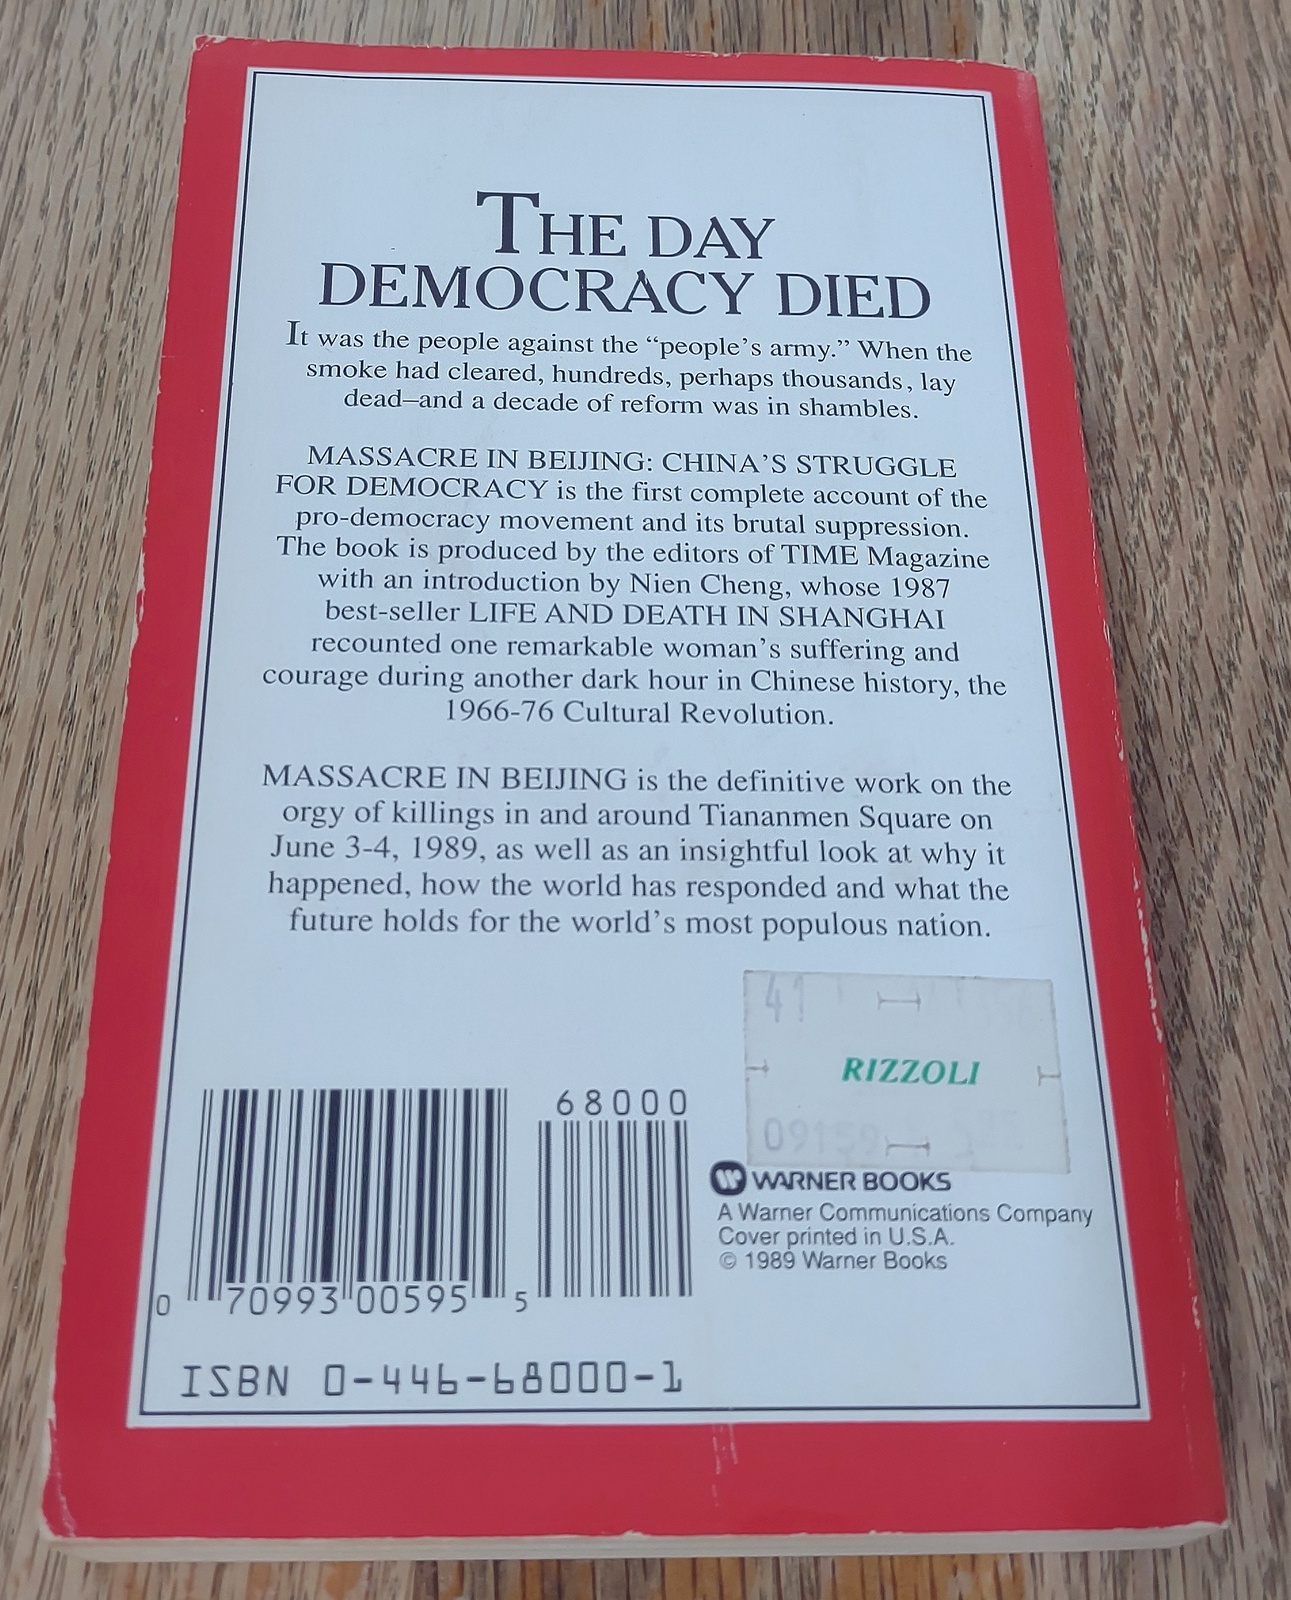 THE DAY
DEMOCRACY DIED
It was the people against the “people’s army.” When the
smoke had cleared, hundreds, perhaps thousands, lay
dead—and a decade of reform was in shambles.
MASSACRE IN BEIJING: CHINA’S STRUGGLE
FOR DEMOCRACY is the first complete account of the
pro-democracy movement and its brutal suppression.
The book is produced by the editors of TIME Magazine
with an introduction by Nien Cheng, whose 1987
best-seller LIFE AND DEATH IN SHANGHAI
recounted one remarkable woman’s suffering and
courage during another dark hour in Chinese history, the
1966-76 Cultural Revolution.
MASSACRE IN BEIJING is the definitive work on the
orgy of killings in and around Tiananmen Square on
June 3-4, 1989, as well as an insightful look at why it
happened, how the world has responded and what the
future holds for the world’s most populous nation.
41
RIZZOLI
68000
0 70993 00595 5
W WARNER BOOKS
A Warner Communications Company
Cover printed in U.S.A.
© 1989 Warner Books
ISBN 0-446-68000-1